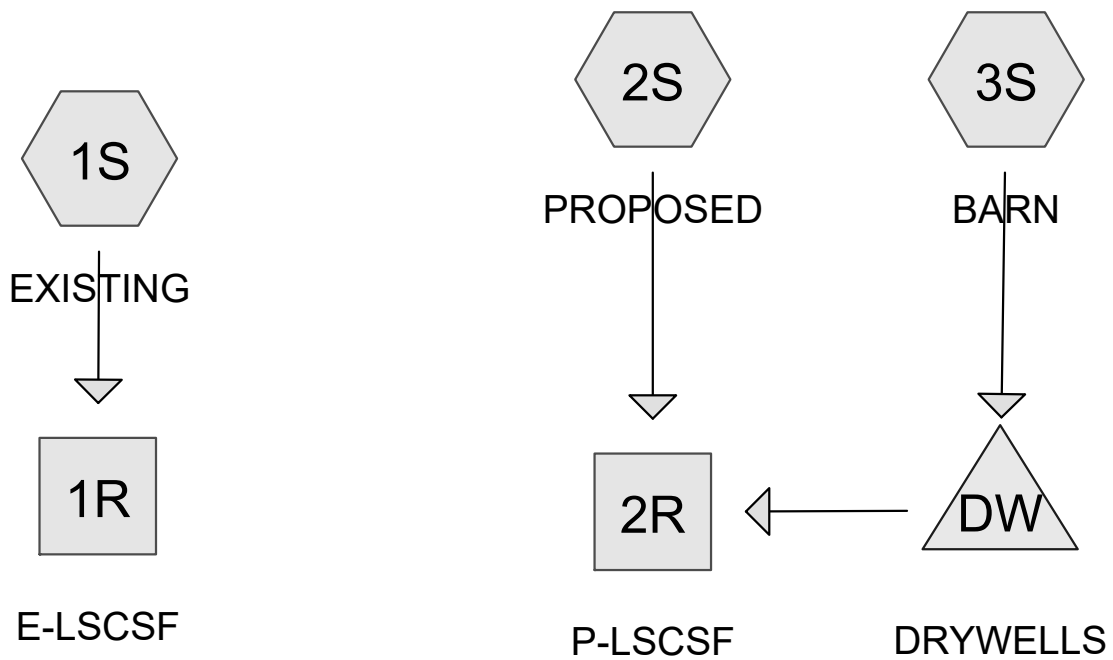 1S
EXISTING
1R
E-LSCSF
2S
PROPOSED
2R
P-LSCSF
3S
BARN
DW
DRYWELLS